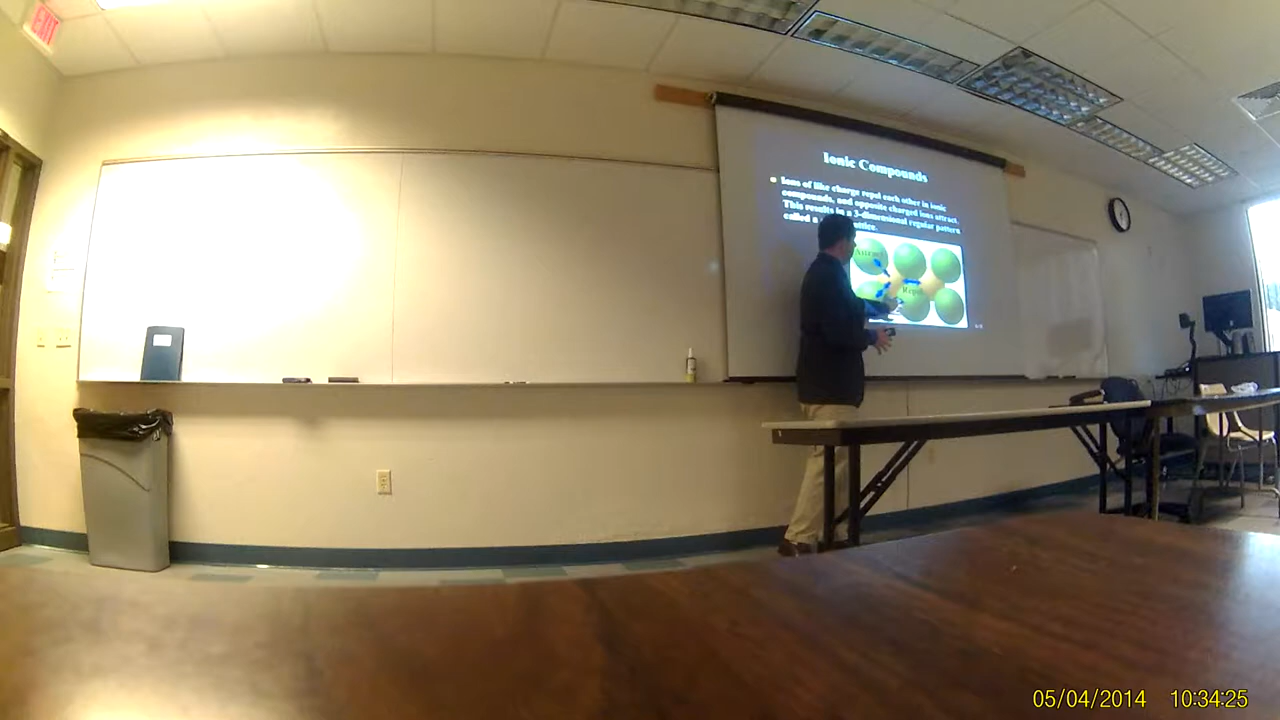 EXIT
Ionic Compounds
Ions of like charge repel each other in ionic
compounds, and opposite charged ions attract.
This results in a 3-dimensional regular pattern
called a
Attract
Repel
05/04/2014 10:34:25